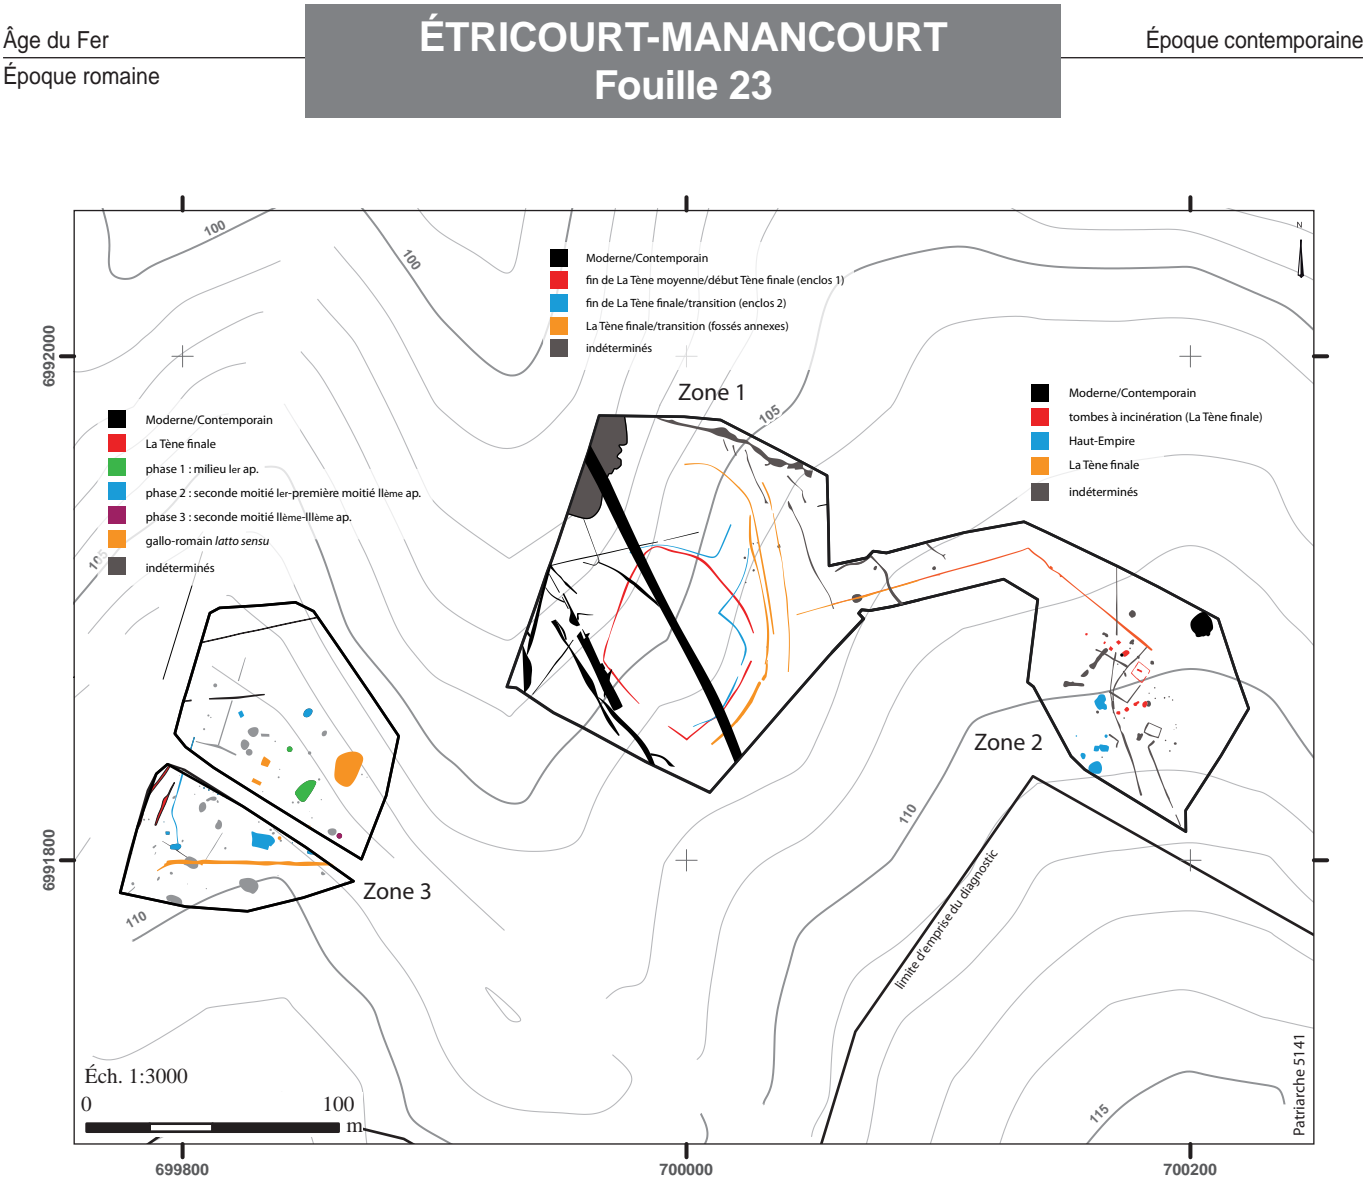 Âge du Fer
Époque romaine
ÉTRICOURT-MANANCOURT
Fouille 23
Époque contemporaine
100
100
N
Moderne/Contemporain
fin de La Tène moyenne/début Tène finale (enclos 1)
fin de La Tène finale/transition (enclos 2)
La Tène finale/transition (fossés annexes)
indéterminés
6992000
Zone 1
105
Moderne/Contemporain
tombes à incinération (La Tène finale)
Haut-Empire
La Tène finale
indéterminés
Moderne/Contemporain
La Tène finale
phase 1 : milieu Ier ap.
phase 2 : seconde moitié Ier-première moitié IIème ap.
phase 3 : seconde moitié IIème-IIIème ap.
gallo-romain latto sensu
indéterminés
105
Zone 2
110
6991800
Zone 3
110
limite d'emprise du diagnostic
Patriarche 5141
115
Éch. 1:3000
0 100
m
699800 700000 700200